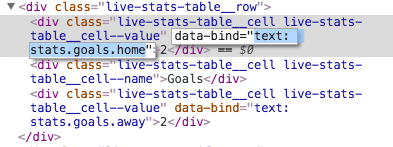 ▼<div class="live-stats-table__row">
<div class="live-stats-table__cell live-stats-
table__cell--value" data-bind="text:
stats.goals.home">2</div> == $0
<div class="live-stats-table__cell live-stats-
table__cell--name">Goals</div>
<div class="live-stats-table__cell live-stats-
table__cell--value" data-bind="text:
stats.goals.away">2</div>
</div>